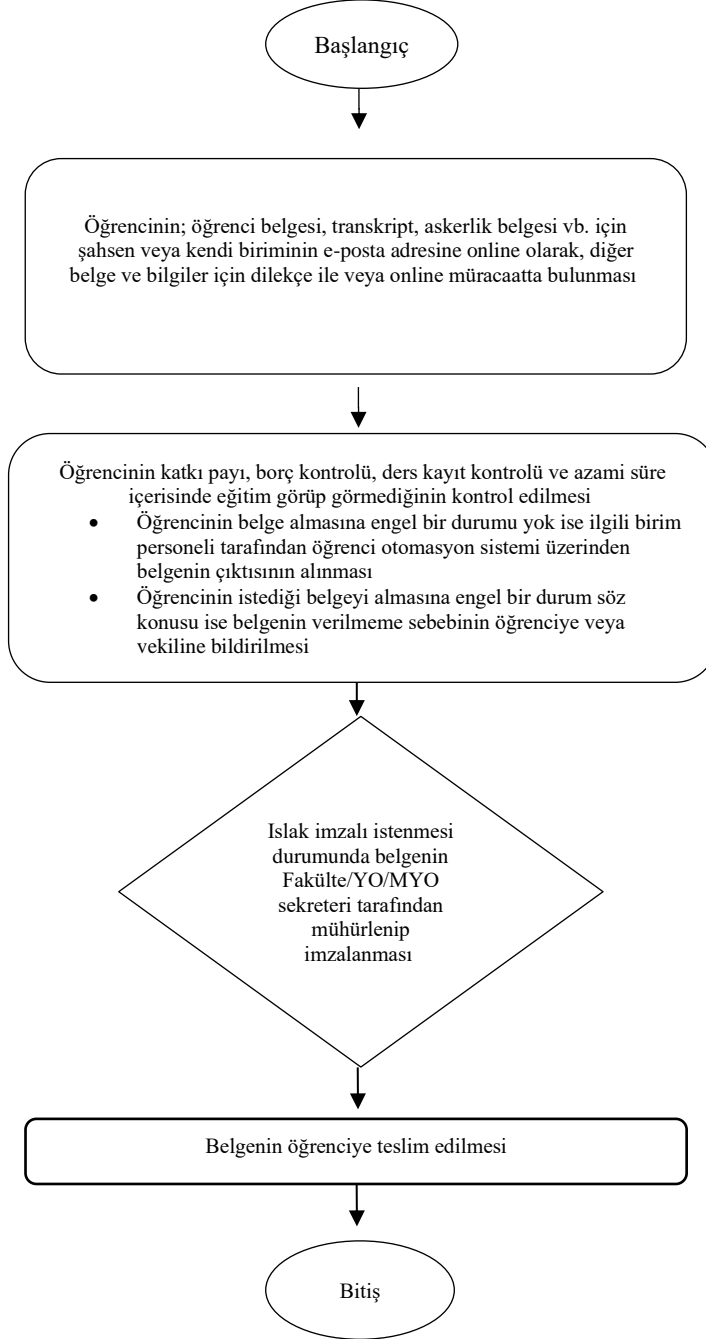 Başlangıç
Öğrencinin; öğrenci belgesi, transkript, askerlik belgesi vb. için
şahsen veya kendi biriminin e-posta adresine online olarak, diğer
belge ve bilgiler için dilekçe ile veya online müracaatta bulunması
Öğrencinin katkı payı, borç kontrolü, ders kayıt kontrolü ve azami süre
içerisinde eğitim görüp görmediğinin kontrol edilmesi
• Öğrencinin belge almasına engel bir durumu yok ise ilgili birim
personeli tarafından öğrenci otomasyon sistemi üzerinden
belgenin çıktısının alınması
• Öğrencinin istediği belgeyi almasına engel bir durum söz
konusu ise belgenin verilmeme sebebinin öğrenciye veya
vekiline bildirilmesi
Islak imzalı istenmesi
durumunda belgenin
Fakülte/YO/MYO
sekreteri tarafından
mühürlenip
imzalanması
Belgenin öğrenciye teslim edilmesi
Bitiş